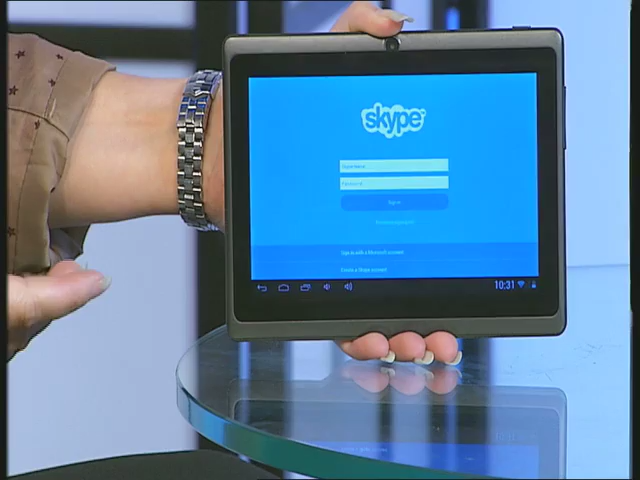 skype
Skype Name
Password
Sign in
Sign in with a Microsoft account
Create a Skype account
10:31